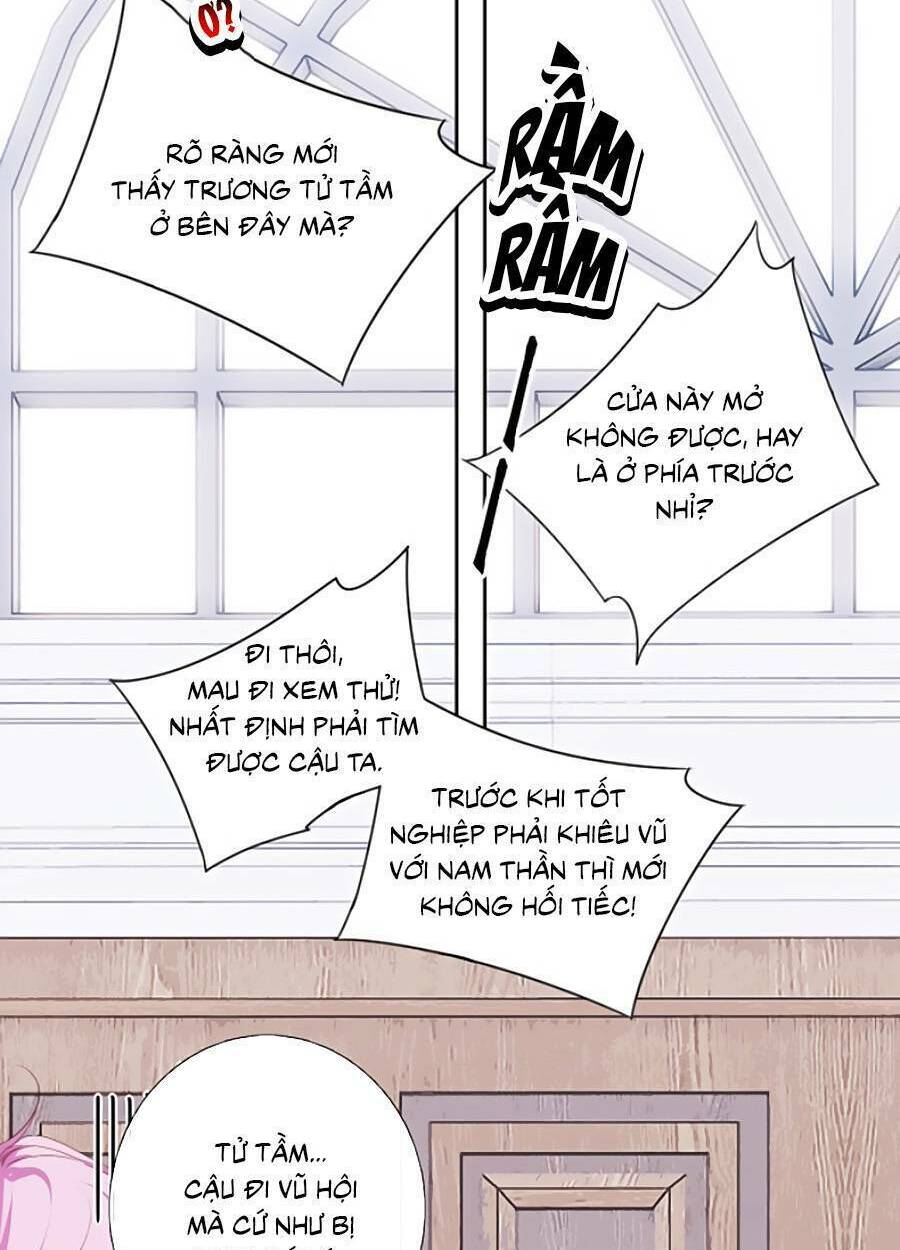 Ơ?
RÕ RÀNG MỚI
THẤY TRƯƠNG TỬ TẦM
Ở BÊN ĐÂY MÀ?
RẦM
RẦM
CỬA NÀY MỞ
KHÔNG ĐƯỢC, HAY
LÀ Ở PHÍA TRƯỚC
NHỈ?
ĐI THÔI,
MAU ĐI XEM THỬ!
NHẤT ĐỊNH PHẢI TÌM
ĐƯỢC CẬU TA.
TRƯỚC KHI TỐT
NGHIỆP PHẢI KHIÊU VŨ
VỚI NAM THẦN THÌ MỚI
KHÔNG HỐI TIẾC!
TỬ TẦM...
CẬU ĐI VŨ HỘI
MÀ CỨ NHƯ BỊ